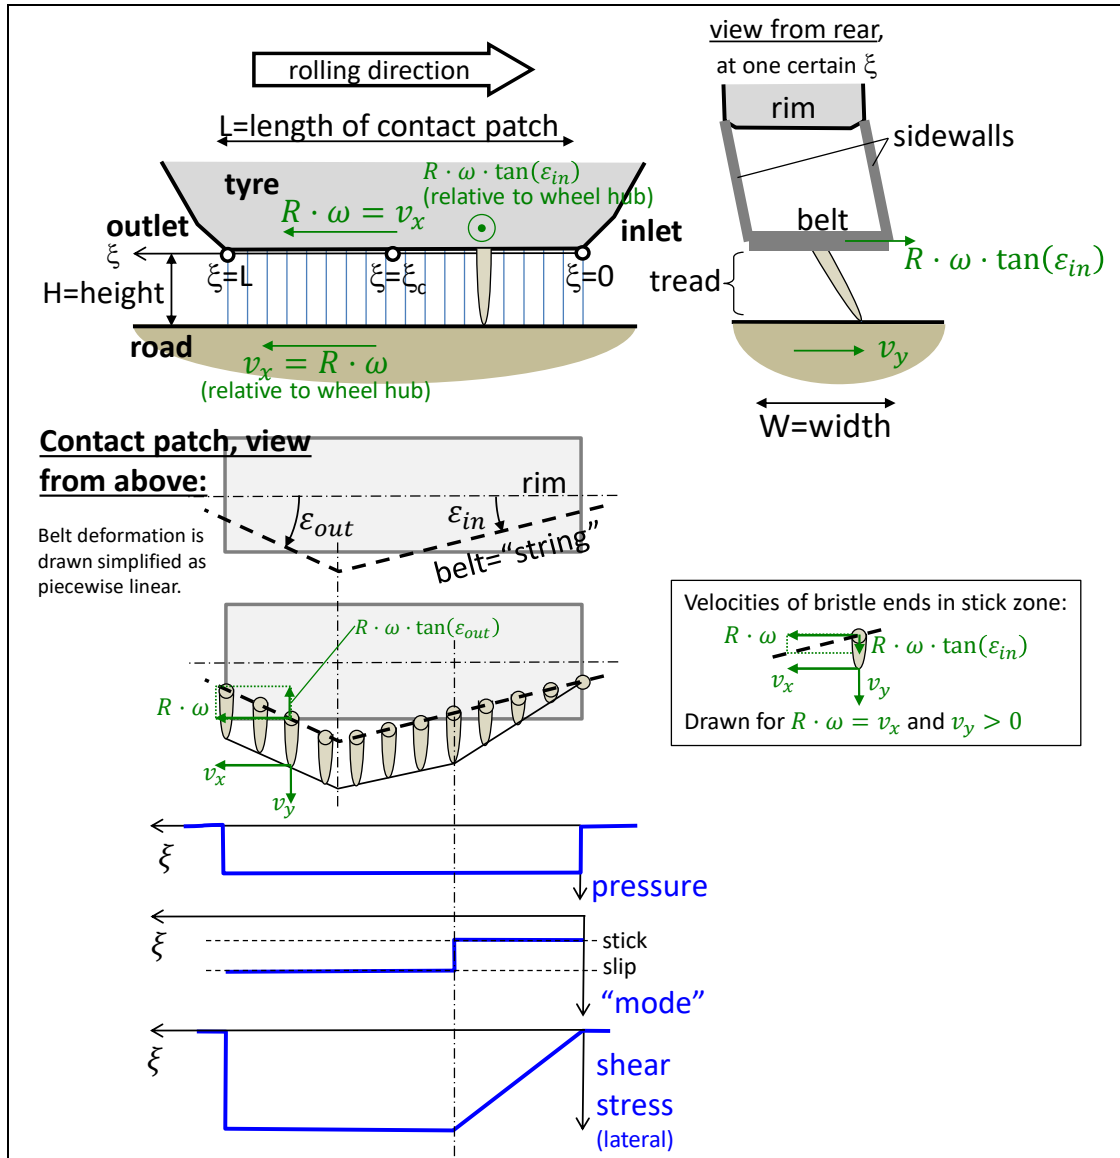 rolling direction
L=length of contact patch
R · ω · tan(ε_in)
(relative to wheel hub)
tyre
R · ω = v_x
outlet
inlet
ξ
ξ=L
ξ=ξ_c
ξ=0
H=height
road
v_x = R · ω
(relative to wheel hub)
view from rear,
at one certain ξ
rim
sidewalls
belt
R · ω · tan(ε_in)
tread
v_y
W=width
Contact patch, view
from above:
Belt deformation is
drawn simplified as
piecewise linear.
rim
ε_out
ε_in
belt="string"
R · ω · tan(ε_out)
R · ω
v_x
v_y
Velocities of bristle ends in stick zone:
R · ω
R · ω · tan(ε_in)
v_x
v_y
Drawn for R · ω = v_x and v_y > 0
ξ
pressure
ξ
stick
slip
“mode”
ξ
shear
stress
(lateral)